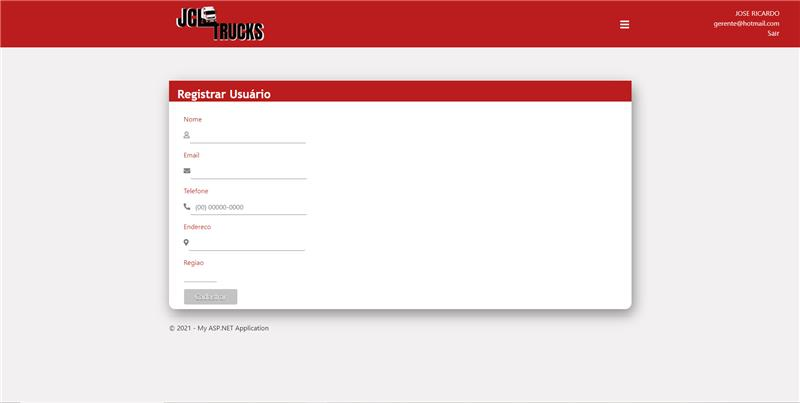 JCL
TRUCKS
JOSE RICARDO
gerente@hotmail.com
Sair
Registrar Usuário
Nome
Email
Telefone
(00) 00000-0000
Endereco
Regiao
Cadastrar
© 2021 - My ASP.NET Application